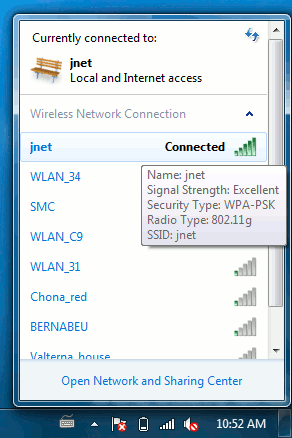 Currently connected to:
jnet
Local and Internet access
Wireless Network Connection
jnet Connected
WLAN_34
Name: jnet
Signal Strength: Excellent
Security Type: WPA-PSK
Radio Type: 802.11g
SSID: jnet
SMC
WLAN_C9
WLAN_31
Chona_red
BERNABEU
Valterna_house
Open Network and Sharing Center
10:52 AM